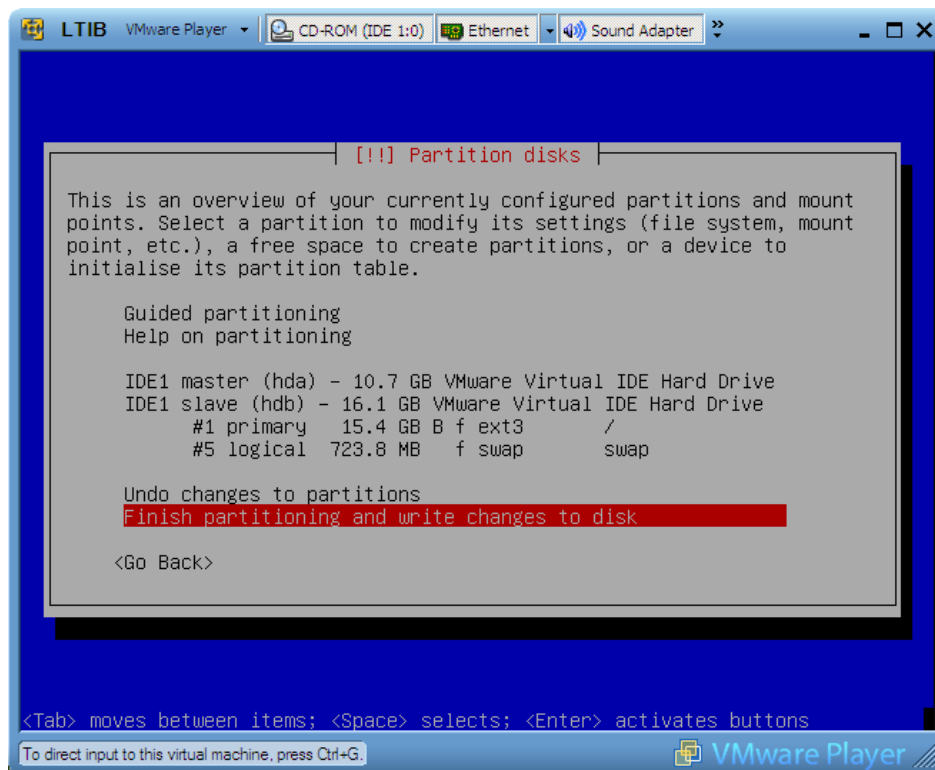 LTIB VMware Player CD-ROM (IDE 1:0) Ethernet Sound Adapter
[!!] Partition disks
This is an overview of your currently configured partitions and mount
points. Select a partition to modify its settings (file system, mount
point, etc.), a free space to create partitions, or a device to
initialise its partition table.
Guided partitioning
Help on partitioning
IDE1 master (hda) – 10.7 GB VMware Virtual IDE Hard Drive
IDE1 slave (hdb) – 16.1 GB VMware Virtual IDE Hard Drive
#1 primary 15.4 GB B f ext3 /
#5 logical 723.8 MB f swap swap
Undo changes to partitions
Finish partitioning and write changes to disk
<Go Back>
<Tab> moves between items; <Space> selects; <Enter> activates buttons
To direct input to this virtual machine, press Ctrl+G. VMware Player